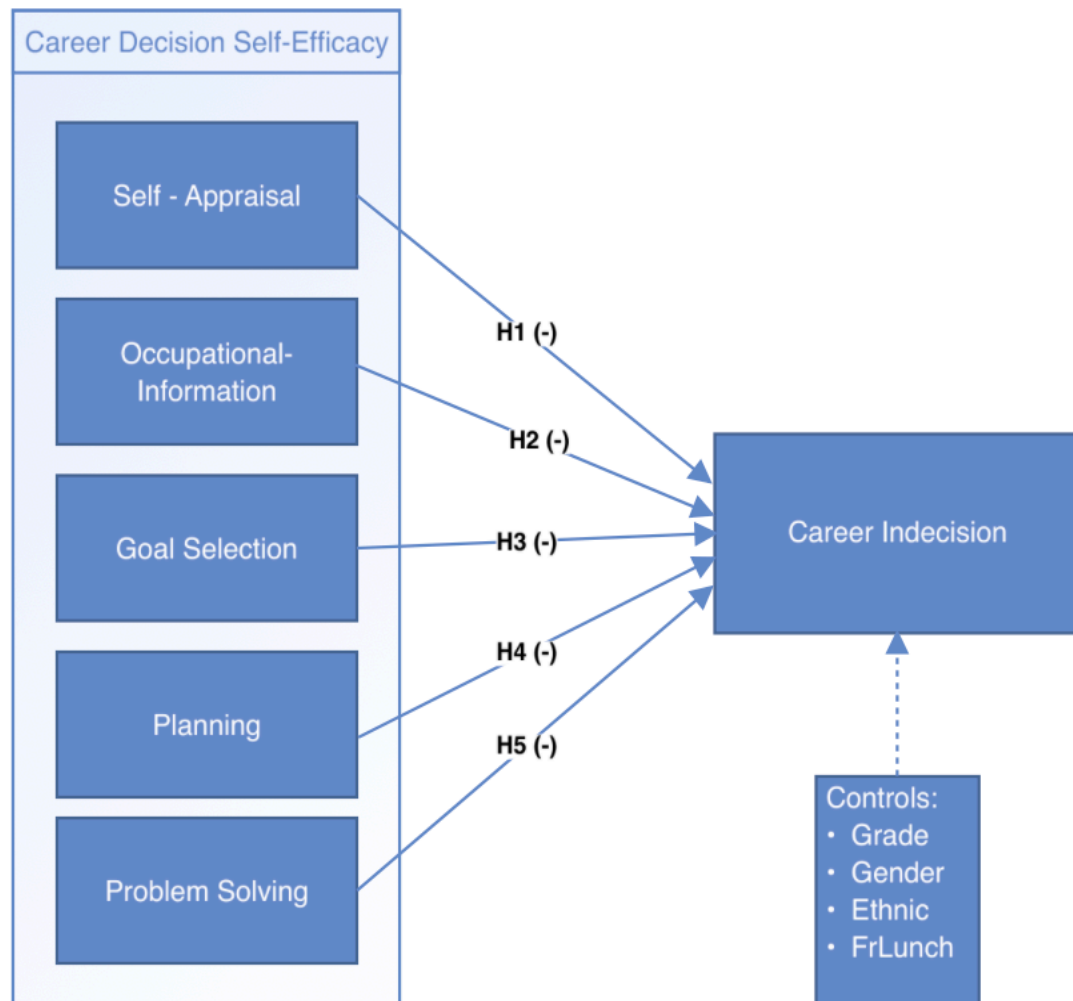 Career Decision Self-Efficacy
Self - Appraisal
Occupational-
Information
Goal Selection
Planning
Problem Solving
H1 (-)
H2 (-)
H3 (-)
H4 (-)
H5 (-)
Career Indecision
Controls:
• Grade
• Gender
• Ethnic
• FrLunch